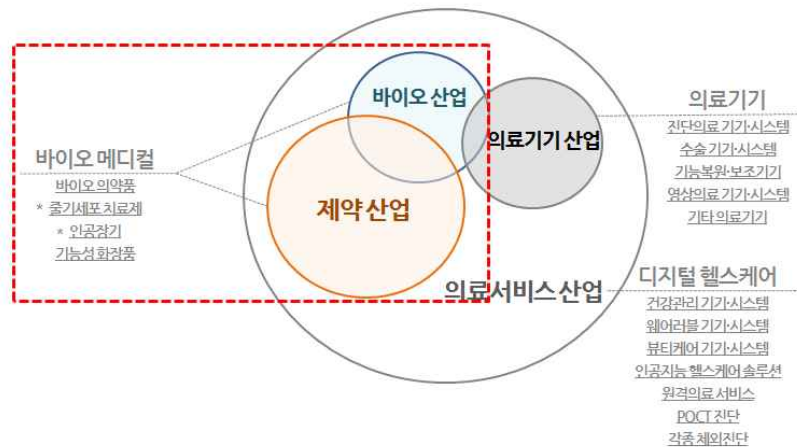 바이오 산업
의료기기 산업
제약 산업
의료서비스 산업
바이오 메디컬
바이오 의약품
* 줄기세포 치료제
* 인공장기
기능성 화장품
의료기기
진단의료 기기·시스템
수술 기기·시스템
기능복원·보조기기
영상의료 기기·시스템
기타 의료기기
디지털 헬스케어
건강관리 기기·시스템
웨어러블 기기·시스템
뷰티케어 기기·시스템
인공지능 헬스케어 솔루션
원격의료 서비스
POCT 진단
각종 체외진단